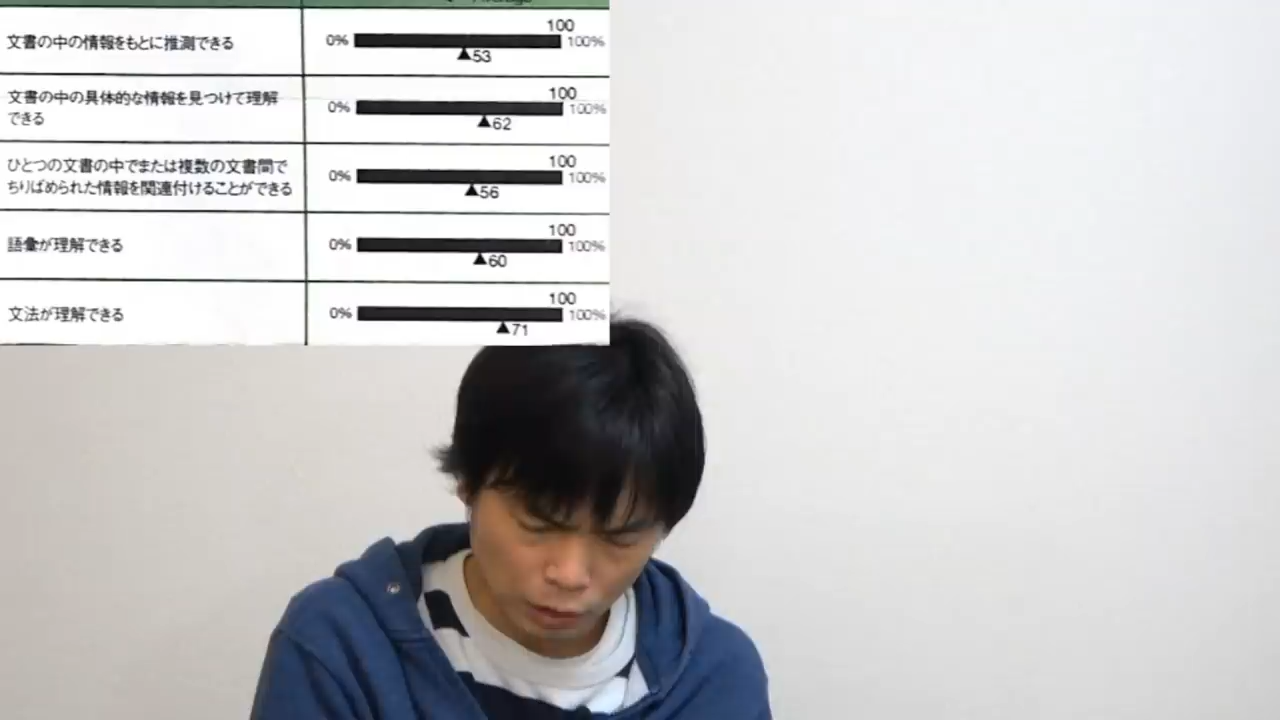 文書の中の情報をもとに推測できる
0%
100
100%
▲53
文書の中の具体的な情報を見つけて理解
できる
0%
100
100%
▲62
ひとつの文書の中でまたは複数の文書間で
ちりばめられた情報を関連付けることができる
0%
100
100%
▲56
語彙が理解できる
0%
100
100%
▲60
文法が理解できる
0%
100
100%
▲71